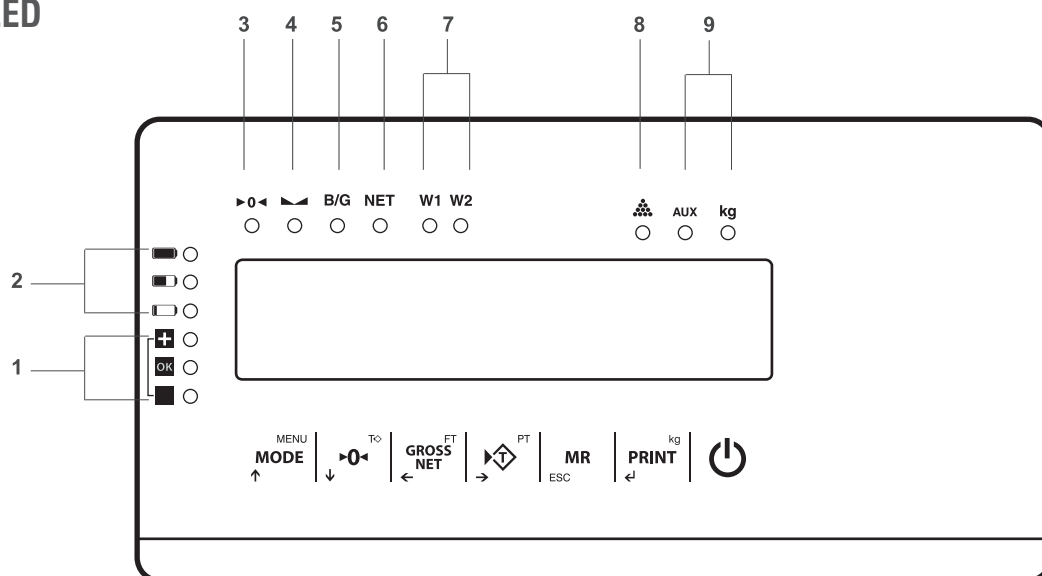 ED
3 4 5 6 7 8 9
►0◄ B/G NET W1 W2 AUX kg
2
1
+
OK
MENU T FT PT kg
MODE ►0◄ GROSS NET T MR PRINT
↑ ↓ ← → ESC ↵